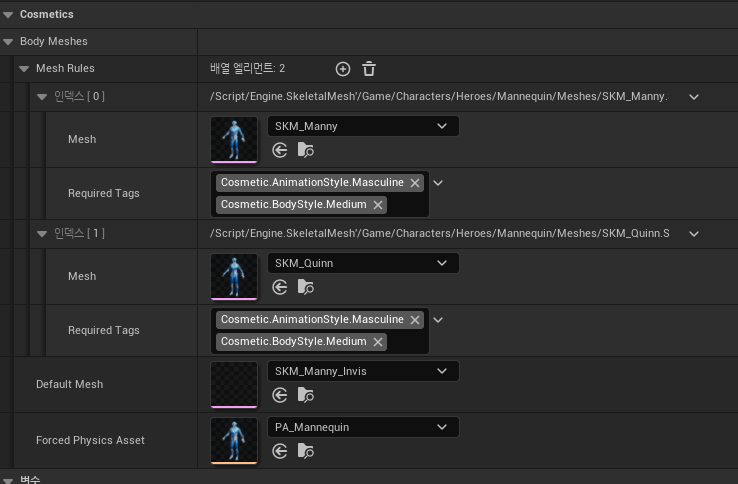 Cosmetics
Body Meshes
Mesh Rules 배열 엘리먼트: 2
인덱스 [ 0 ] /Script/Engine.SkeletalMesh'/Game/Characters/Heroes/Mannequin/Meshes/SKM_Manny.
Mesh SKM_Manny
Required Tags Cosmetic.AnimationStyle.Masculine
Cosmetic.BodyStyle.Medium
인덱스 [ 1 ] /Script/Engine.SkeletalMesh'/Game/Characters/Heroes/Mannequin/Meshes/SKM_Quinn.S
Mesh SKM_Quinn
Required Tags Cosmetic.AnimationStyle.Masculine
Cosmetic.BodyStyle.Medium
Default Mesh SKM_Manny_Invis
Forced Physics Asset PA_Mannequin
변수